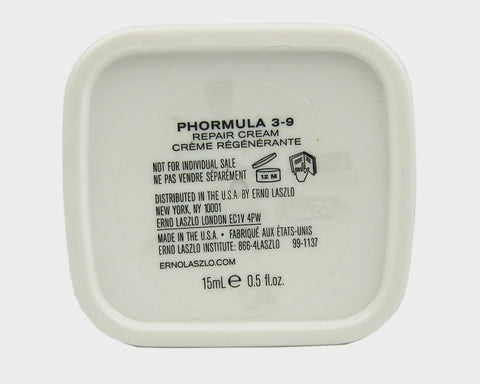 PHORMULA 3-9
REPAIR CREAM
CRÈME RÉGÉNÉRANTE
NOT FOR INDIVIDUAL SALE
NE PAS VENDRE SÉPARÉMENT
12 M
DISTRIBUTED IN THE U.S.A. BY ERNO LASZLO
NEW YORK, NY 10001
ERNO LASZLO LONDON EC1V 4PW
MADE IN THE U.S.A. • FABRIQUÉ AUX ÉTATS-UNIS
ERNO LASZLO INSTITUTE: 866-4LASZLO 99-1137
ERNOLASZLO.COM
15mL ℮ 0.5 fl.oz.